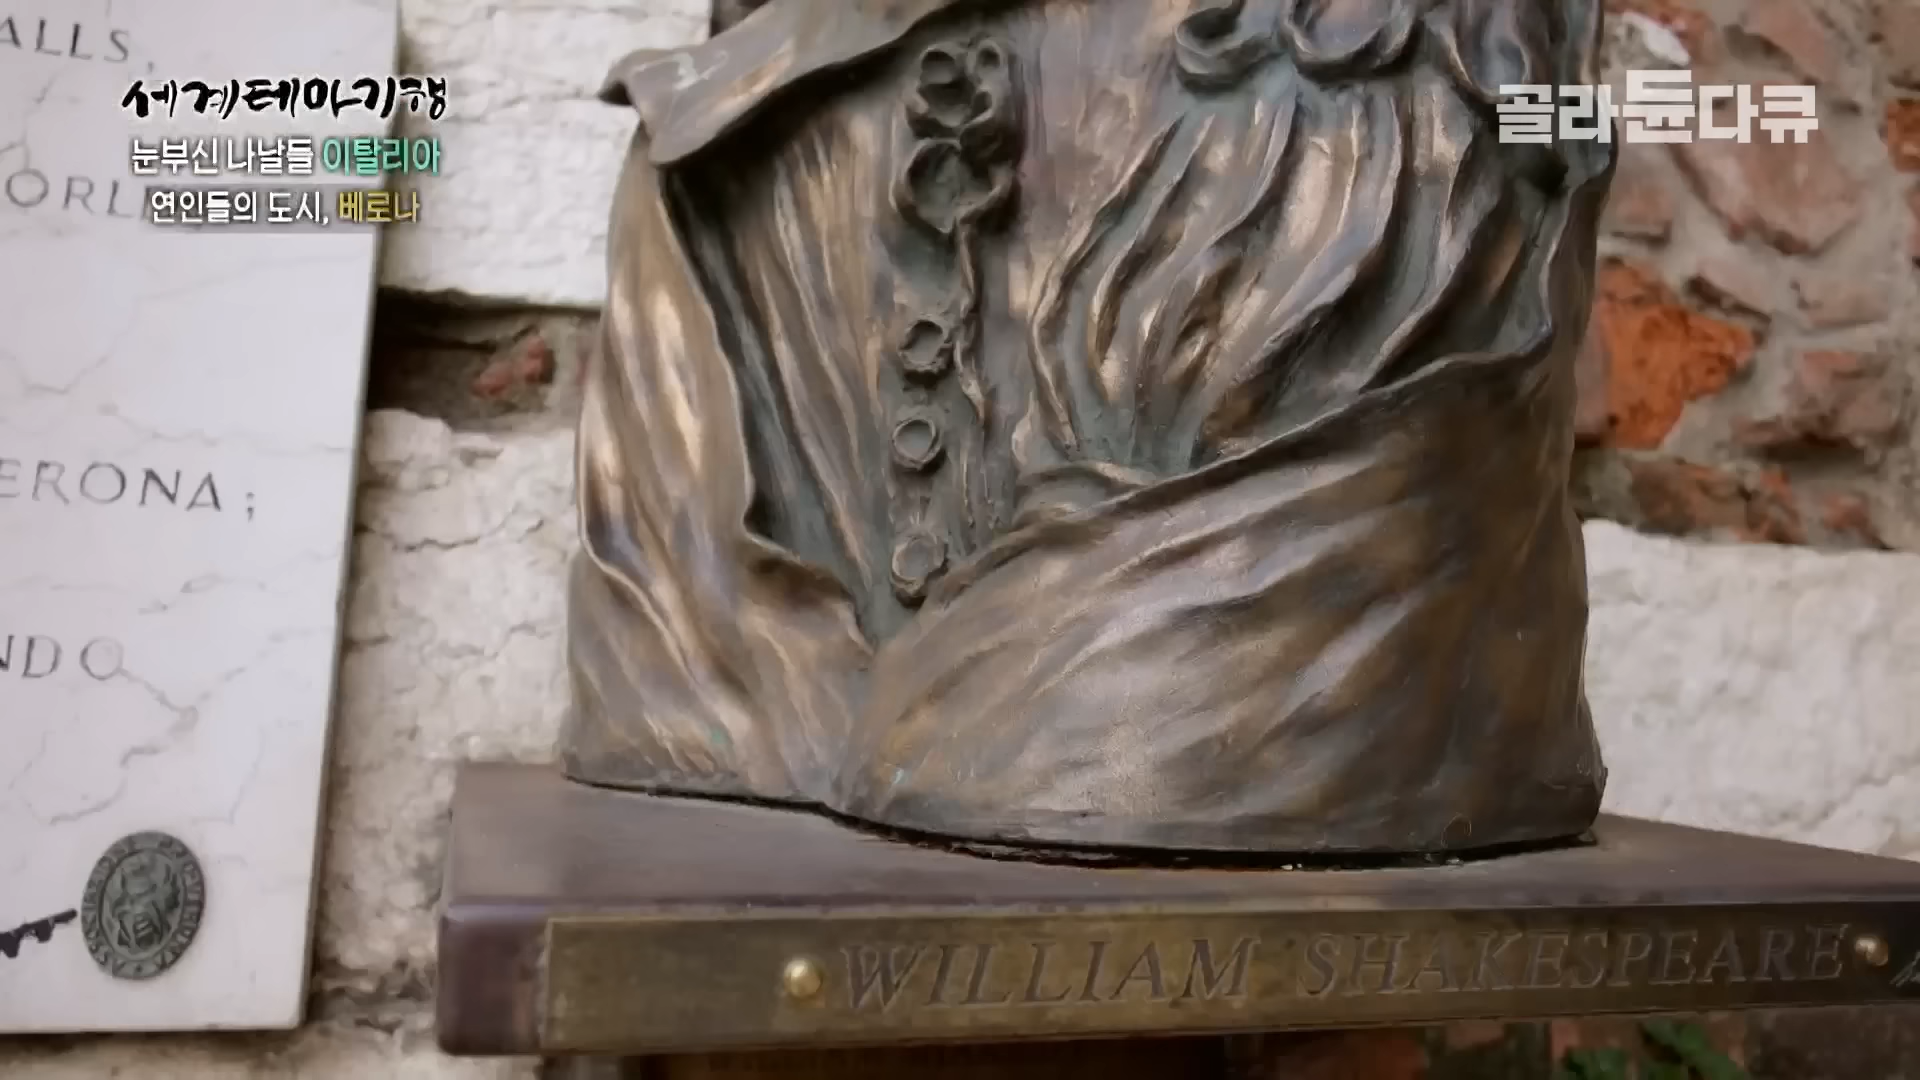 세계테마기행
눈부신 나날들 이탈리아
연인들의 도시, 베로나
골라듄다큐
ALLS,
ORL
ERONA;
NDO
WILLIAM SHAKESPEARE